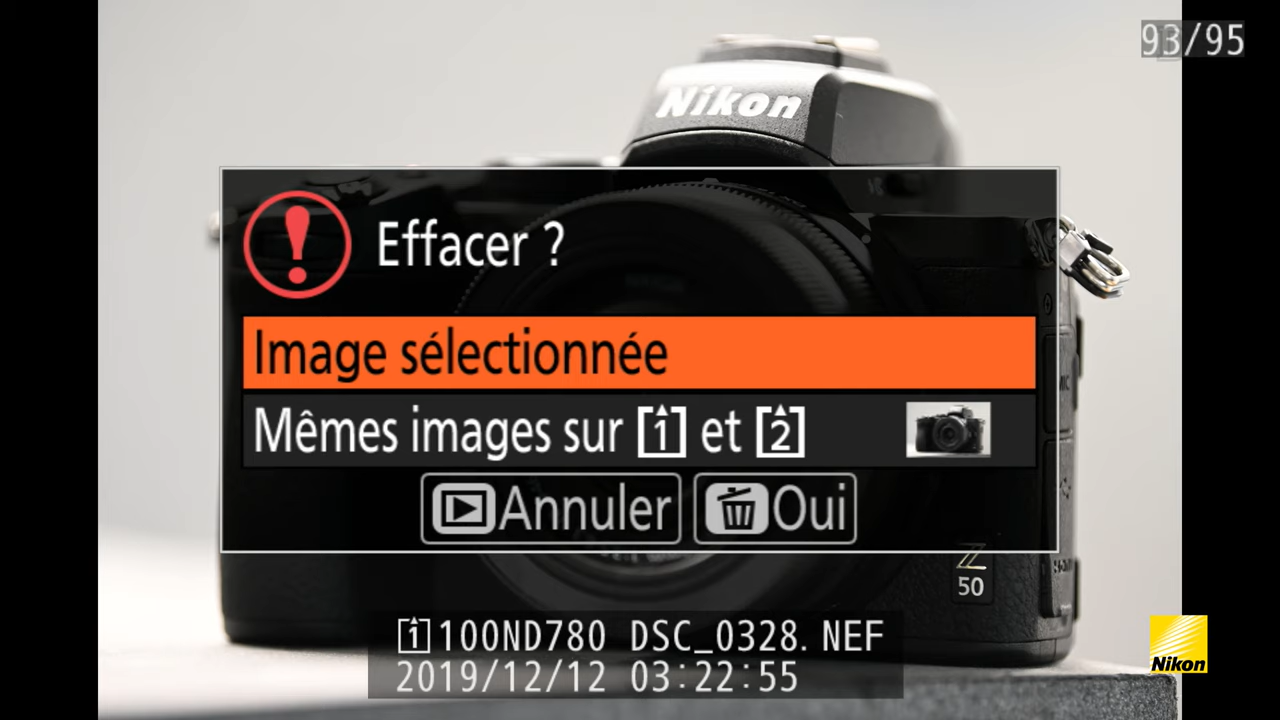 93/95
Nikon
Effacer ?
Image sélectionnée
Mêmes images sur [1] et [2]
Annuler
Oui
Z
50
[1] 100ND780 DSC_0328. NEF
2019/12/12 03:22:55
Nikon